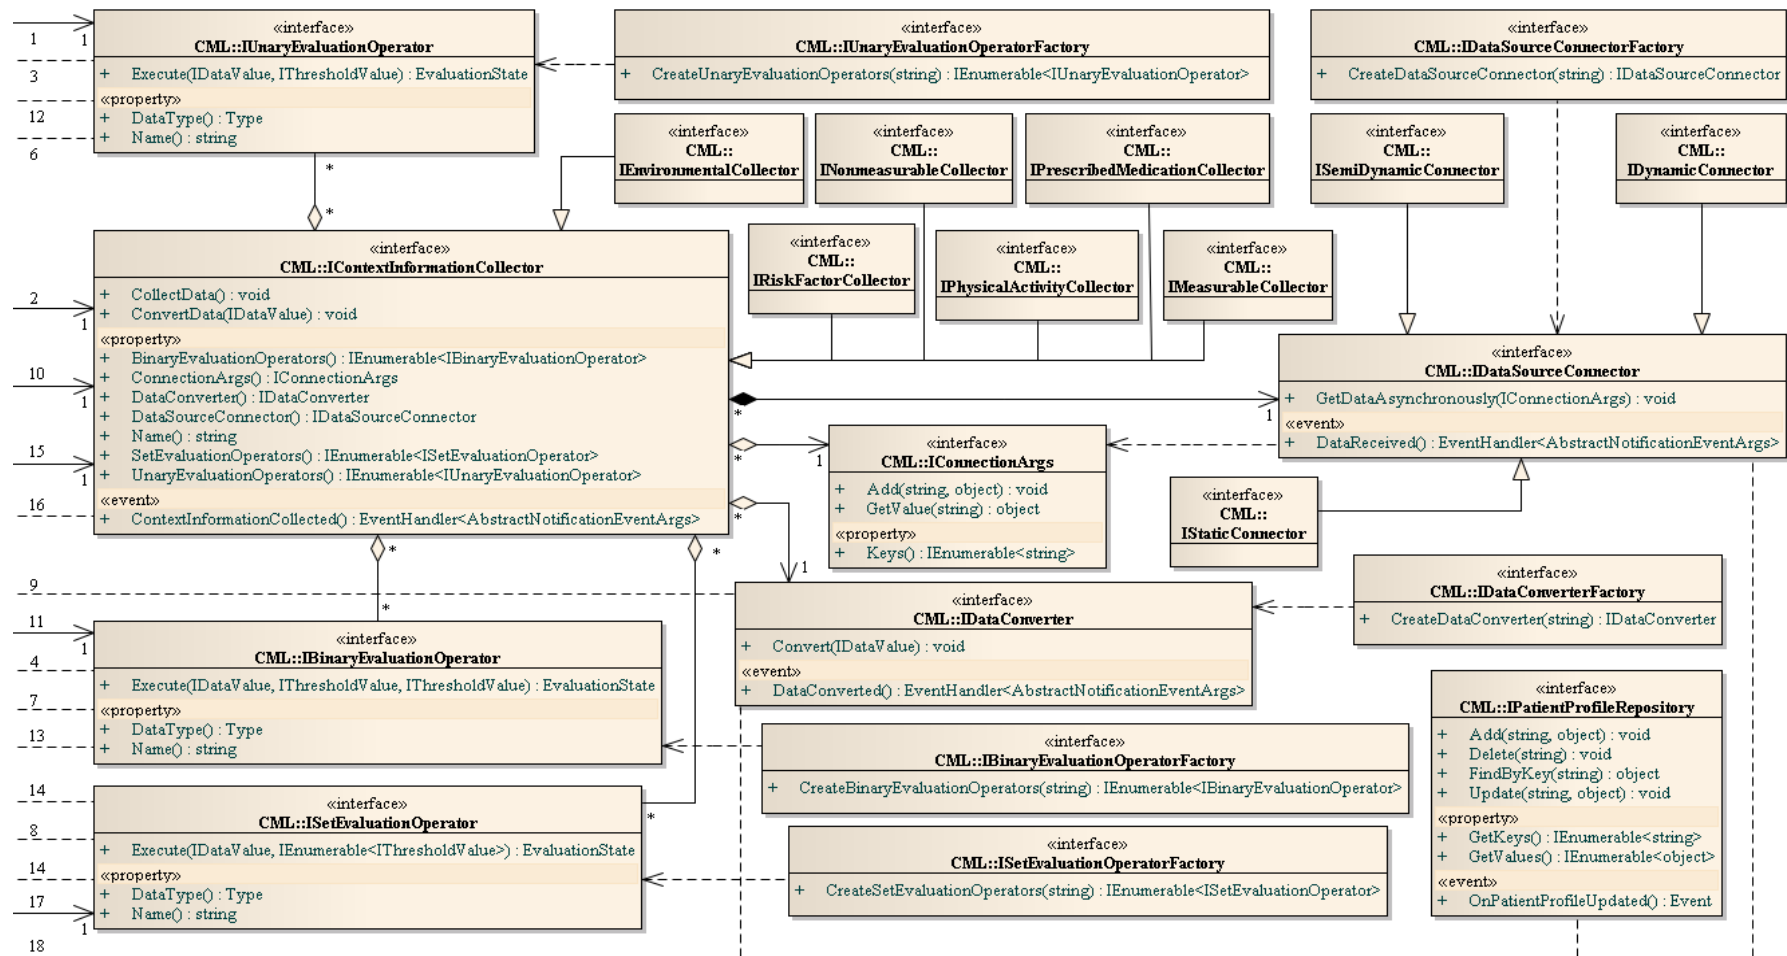 1
1
3
12
6
«interface»
CML::IUnaryEvaluationOperator
+ Execute(IDataValue, IThresholdValue) : EvaluationState
«property»
+ DataType() : Type
+ Name() : string
«interface»
CML::IUnaryEvaluationOperatorFactory
+ CreateUnaryEvaluationOperators(string) : IEnumerable<IUnaryEvaluationOperator>
«interface»
CML::IDataSourceConnectorFactory
+ CreateDataSourceConnector(string) : IDataSourceConnector
«interface»
CML::
IEnvironmentalCollector
«interface»
CML::
INonmeasurableCollector
«interface»
CML::
IPrescribedMedicationCollector
«interface»
CML::
ISemiDynamicConnector
«interface»
CML::
IDynamicConnector
*
*
«interface»
CML::
IRiskFactorCollector
«interface»
CML::
IPhysicalActivityCollector
«interface»
CML::
IMeasurableCollector
2
1
10
1
15
1
16
«interface»
CML::IContextInformationCollector
+ CollectData() : void
+ ConvertData(IDataValue) : void
«property»
+ BinaryEvaluationOperators() : IEnumerable<IBinaryEvaluationOperator>
+ ConnectionArgs() : IConnectionArgs
+ DataConverter() : IDataConverter
+ DataSourceConnector() : IDataSourceConnector
+ Name() : string
+ SetEvaluationOperators() : IEnumerable<ISetEvaluationOperator>
+ UnaryEvaluationOperators() : IEnumerable<IUnaryEvaluationOperator>
«event»
+ ContextInformationCollected() : EventHandler<AbstractNotificationEventArgs>
*
1
*
1
*
1
«interface»
CML::IDataSourceConnector
+ GetDataAsynchronously(IConnectionArgs) : void
«event»
+ DataReceived() : EventHandler<AbstractNotificationEventArgs>
«interface»
CML::IConnectionArgs
+ Add(string, object) : void
+ GetValue(string) : object
«property»
+ Keys() : IEnumerable<string>
«interface»
CML::
IStaticConnector
*
*
*
9
«interface»
CML::IDataConverter
+ Convert(IDataValue) : void
«event»
+ DataConverted() : EventHandler<AbstractNotificationEventArgs>
«interface»
CML::IDataConverterFactory
+ CreateDataConverter(string) : IDataConverter
11
1
4
7
13
«interface»
CML::IBinaryEvaluationOperator
+ Execute(IDataValue, IThresholdValue, IThresholdValue) : EvaluationState
«property»
+ DataType() : Type
+ Name() : string
«interface»
CML::IBinaryEvaluationOperatorFactory
+ CreateBinaryEvaluationOperators(string) : IEnumerable<IBinaryEvaluationOperator>
«interface»
CML::IPatientProfileRepository
+ Add(string, object) : void
+ Delete(string) : void
+ FindByKey(string) : object
+ Update(string, object) : void
«property»
+ GetKeys() : IEnumerable<string>
+ GetValues() : IEnumerable<object>
«event»
+ OnPatientProfileUpdated() : Event
14
8
14
17
1
18
«interface»
CML::ISetEvaluationOperator
+ Execute(IDataValue, IEnumerable<IThresholdValue>) : EvaluationState
«property»
+ DataType() : Type
+ Name() : string
*
«interface»
CML::ISetEvaluationOperatorFactory
+ CreateSetEvaluationOperators(string) : IEnumerable<ISetEvaluationOperator>